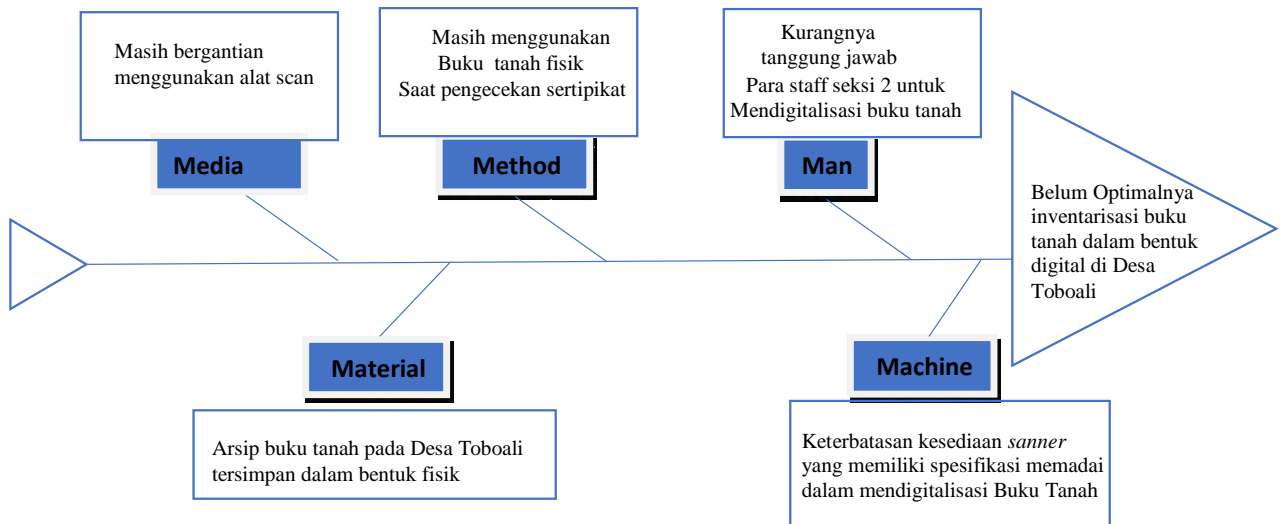 Masih bergantian
menggunakan alat scan
Media
Masih menggunakan
Buku tanah fisik
Saat pengecekan sertipikat
Method
Kurangnya
tanggung jawab
Para staff seksi 2 untuk
Mendigitalisasi buku tanah
Man
Belum Optimalnya
inventarisasi buku
tanah dalam bentuk
digital di Desa
Toboali
Material
Arsip buku tanah pada Desa Toboali
tersimpan dalam bentuk fisik
Machine
Keterbatasan kesediaan sanner
yang memiliki spesifikasi memadai
dalam mendigitalisasi Buku Tanah